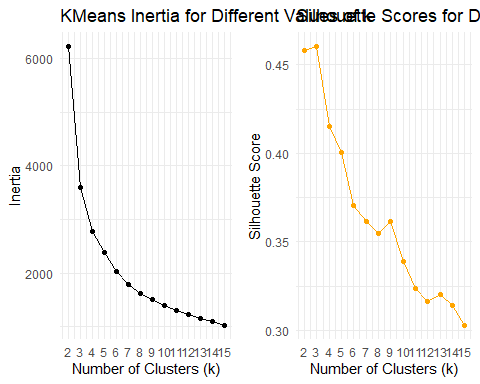 KMeans Inertia for Different Values of k
Silhouette Scores for D
Inertia
6000
4000
2000
2 3 4 5 6 7 8 9 10 11 12 13 14 15
Number of Clusters (k)
Silhouette Score
0.45
0.40
0.35
0.30
2 3 4 5 6 7 8 9 10 11 12 13 14 15
Number of Clusters (k)